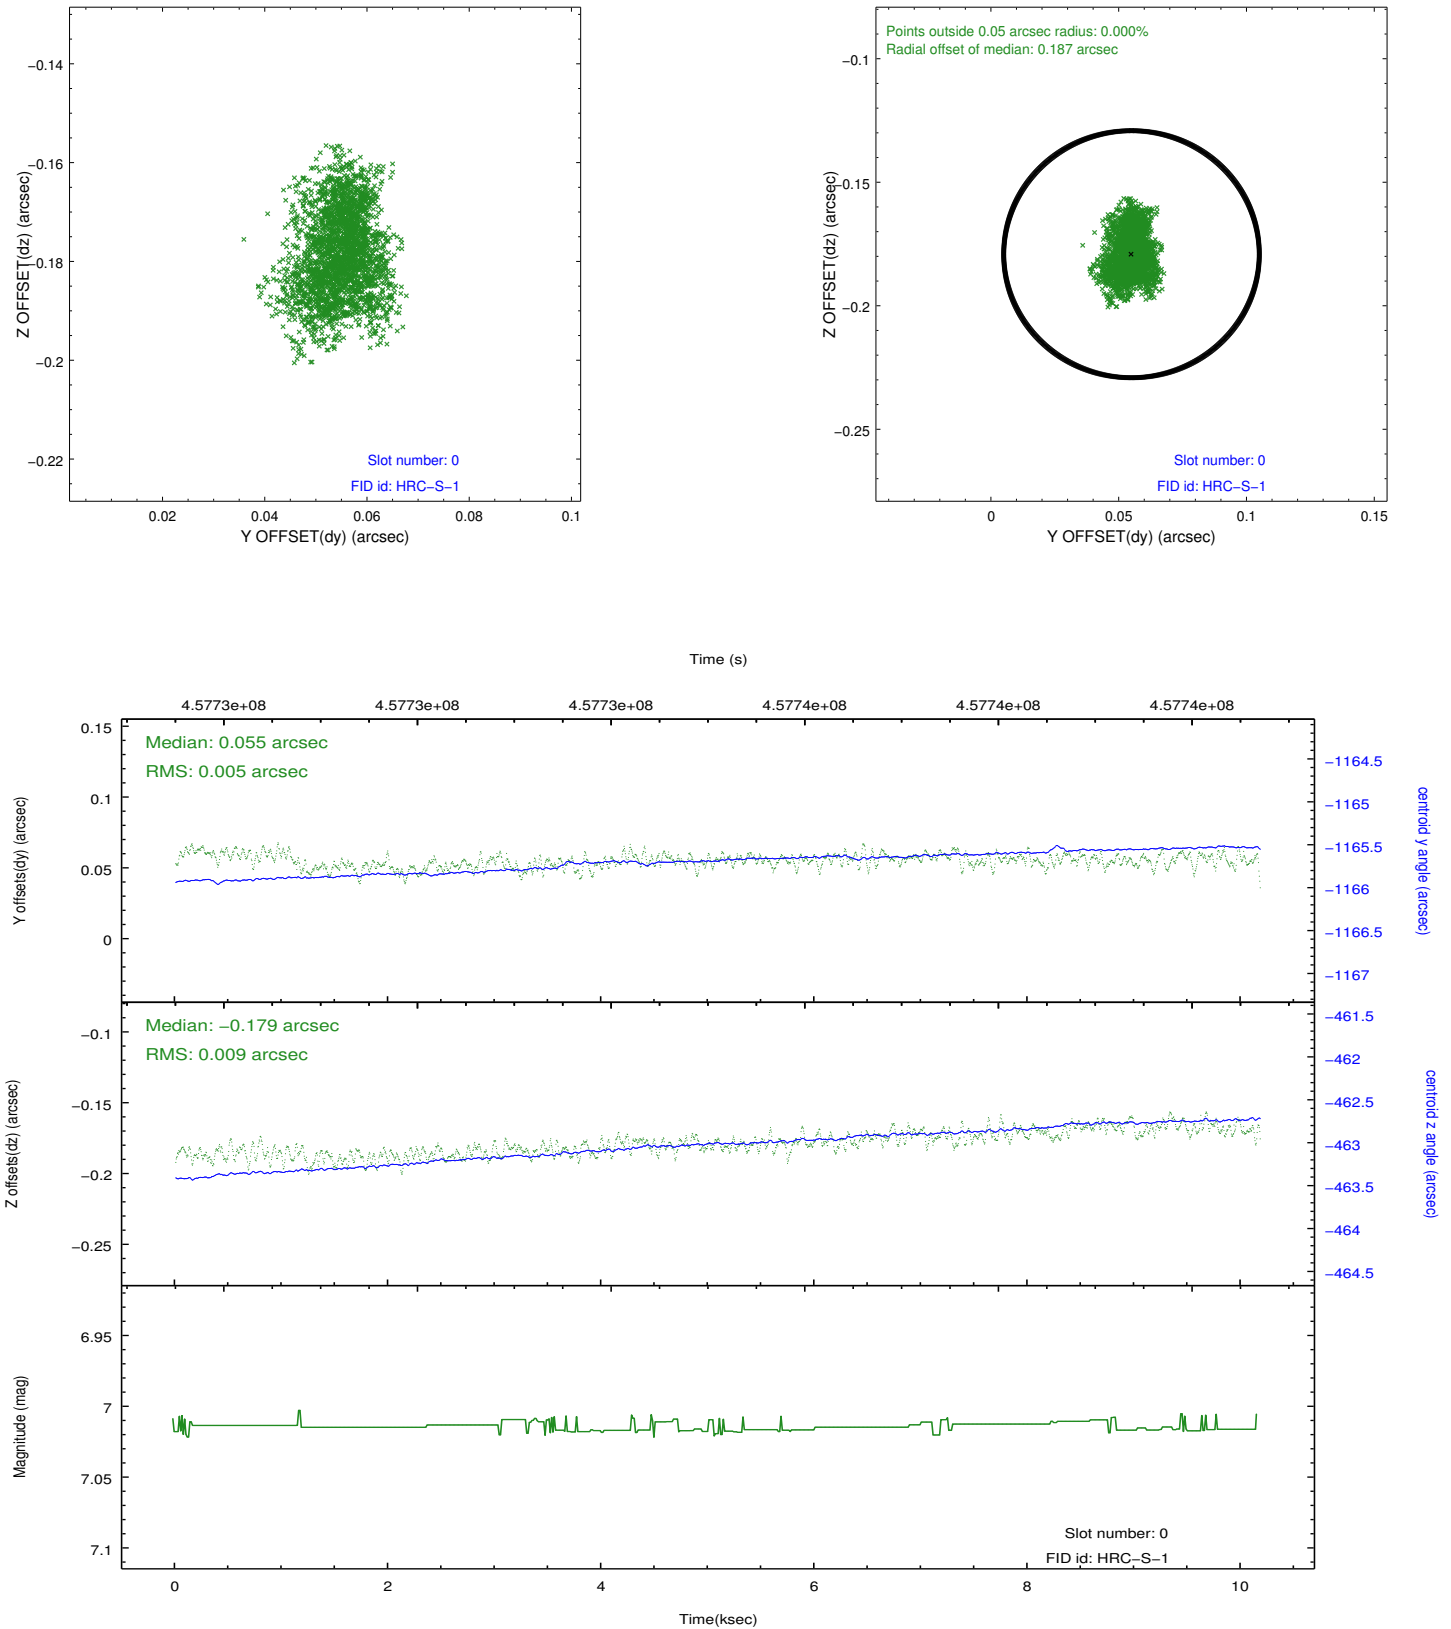 −0.14
−0.16
−0.18
−0.2
−0.22
Z OFFSET(dz) (arcsec)
Slot number: 0
FID id: HRC−S−1
0.02 0.04 0.06 0.08 0.1
Y OFFSET(dy) (arcsec)
Points outside 0.05 arcsec radius: 0.000%
Radial offset of median: 0.187 arcsec
−0.1
−0.15
−0.2
−0.25
Z OFFSET(dz) (arcsec)
Slot number: 0
FID id: HRC−S−1
0 0.05 0.1 0.15
Y OFFSET(dy) (arcsec)
Time (s)
4.5773e+08 4.5773e+08 4.5773e+08 4.5774e+08 4.5774e+08 4.5774e+08
Median: 0.055 arcsec
RMS: 0.005 arcsec
0.15
0.1
0.05
0
Y offsets(dy) (arcsec)
−1164.5
−1165
−1165.5
−1166
−1166.5
−1167
centroid y angle (arcsec)
Median: −0.179 arcsec
RMS: 0.009 arcsec
−0.1
−0.15
−0.2
−0.25
Z offsets(dz) (arcsec)
−461.5
−462
−462.5
−463
−463.5
−464
−464.5
centroid z angle (arcsec)
6.95
7
7.05
7.1
Magnitude (mag)
Slot number: 0
FID id: HRC−S−1
0 2 4 6 8 10
Time(ksec)